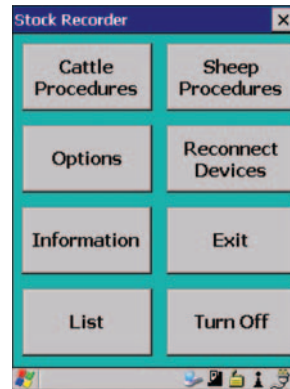 Stock Recorder
Cattle
Procedures
Sheep
Procedures
Options
Reconnect
Devices
Information
Exit
List
Turn Off